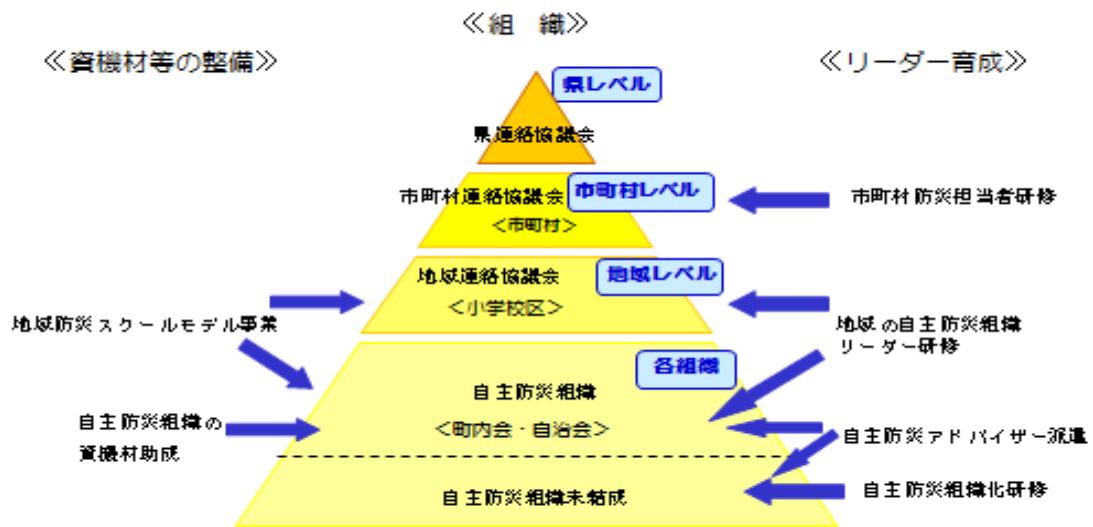 ≪組　織≫
≪資機材等の整備≫
≪リーダー育成≫
県レベル
県連絡協議会
市町村連絡協議会
市町村レベル
＜市町村＞
市町村防災担当者研修
地域連絡協議会
地域レベル
＜小学校区＞
地域防災スクールモデル事業
地域の自主防災組織
リーダー研修
各組織
自主防災組織
＜町内会・自治会＞
自主防災組織の
資機材助成
自主防災アドバイザー派遣
自主防災組織未結成
自主防災組織化研修